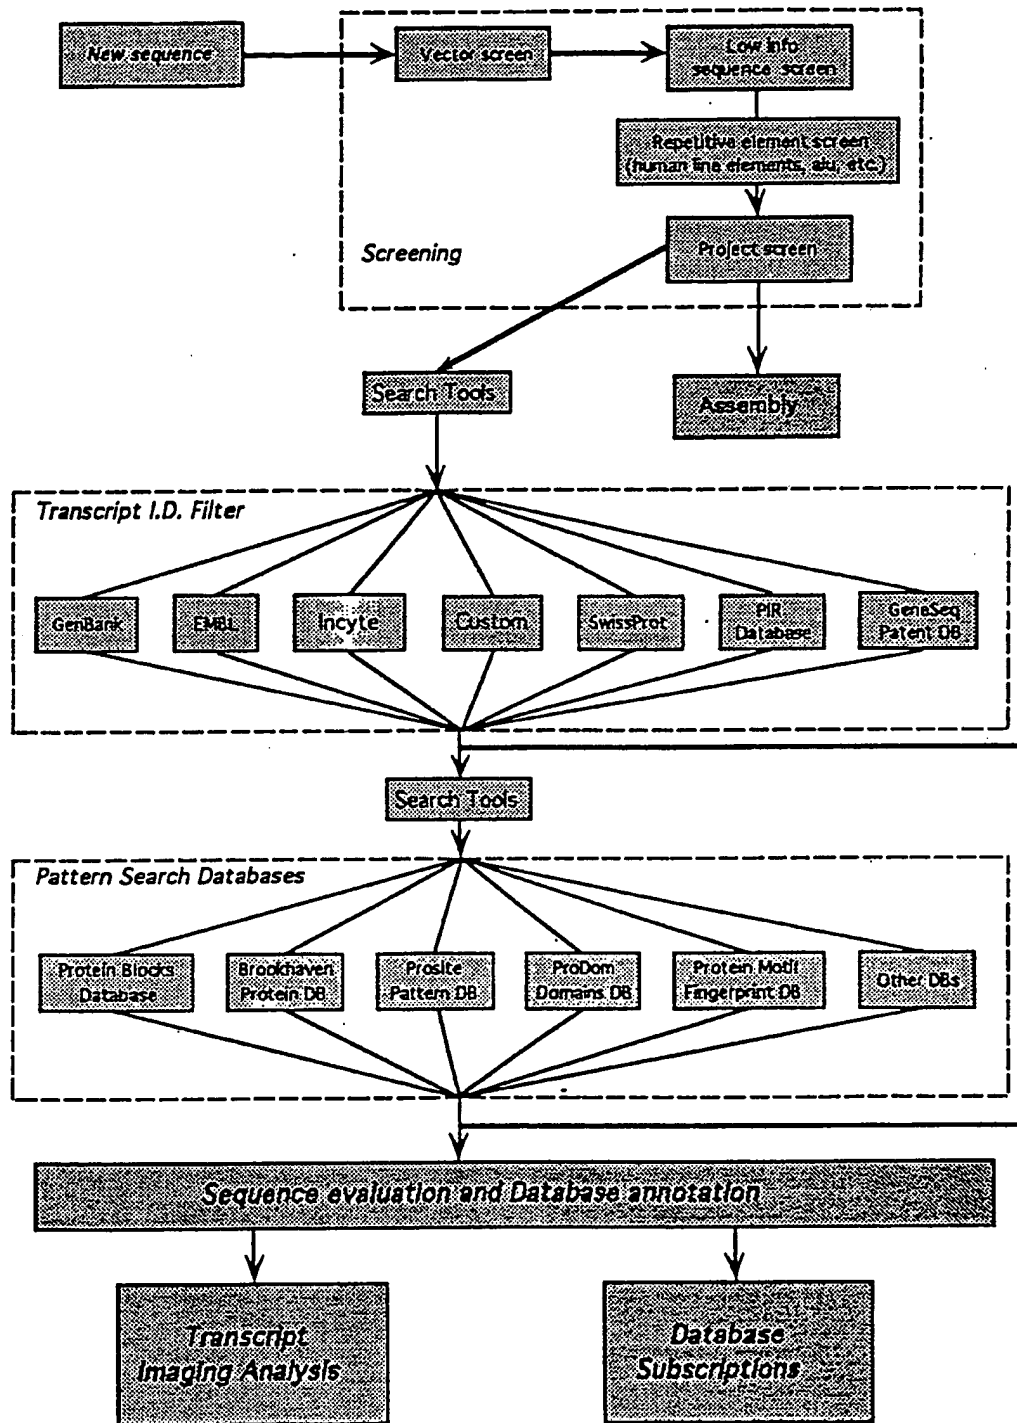 New sequence
Vector screen
Low info
sequence screen
Repetitive element screen
(human line elements, alu, etc.)
Screening
Project screen
Search Tools
Assembly
Transcript I.D. Filter
GenBank
EMBL
Incyte
Custom
SwissProt
PIR
Database
GeneSeq
Patent DB
Search Tools
Pattern Search Databases
Protein Blocks
Database
Brookhaven
Protein DB
Prosite
Pattern DB
ProDom
Domains DB
Protein Motif
Fingerprint DB
Other DBs
Sequence evaluation and Database annotation
Transcript
Imaging Analysis
Database
Subscriptions